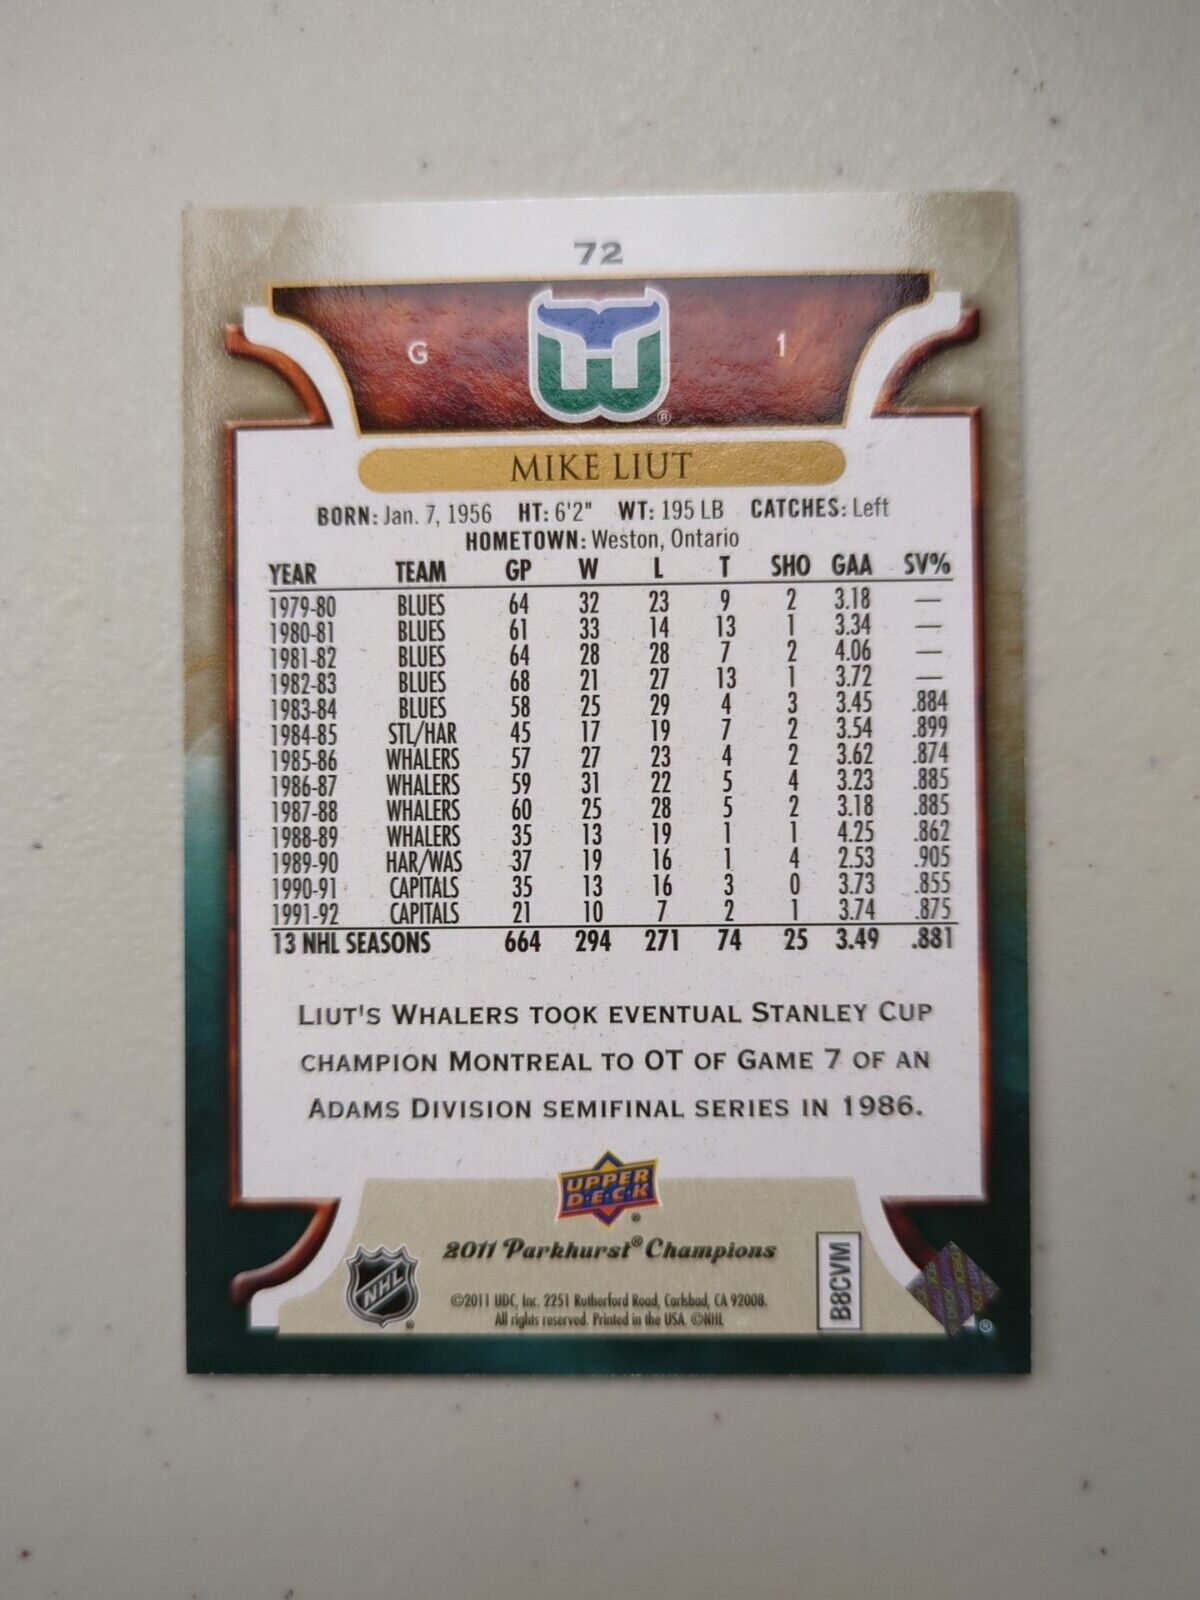 72
G 1
®
MIKE LIUT
BORN: Jan. 7, 1956 HT: 6'2" WT: 195 LB CATCHES: Left
HOMETOWN: Weston, Ontario
YEAR TEAM GP W L T SHO GAA SV%
1979-80 BLUES 64 32 23 9 2 3.18 —
1980-81 BLUES 61 33 14 13 1 3.34 —
1981-82 BLUES 64 28 28 7 2 4.06 —
1982-83 BLUES 68 21 27 13 1 3.72 —
1983-84 BLUES 58 25 29 4 3 3.45 .884
1984-85 STL/HAR 45 17 19 7 2 3.54 .899
1985-86 WHALERS 57 27 23 4 2 3.62 .874
1986-87 WHALERS 59 31 22 5 4 3.23 .885
1987-88 WHALERS 60 25 28 5 2 3.18 .885
1988-89 WHALERS 35 13 19 1 1 4.25 .862
1989-90 HAR/WAS 37 19 16 1 4 2.53 .905
1990-91 CAPITALS 35 13 16 3 0 3.73 .855
1991-92 CAPITALS 21 10 7 2 1 3.74 .875
13 NHL SEASONS 664 294 271 74 25 3.49 .881
LIUT'S WHALERS TOOK EVENTUAL STANLEY CUP
CHAMPION MONTREAL TO OT OF GAME 7 OF AN
ADAMS DIVISION SEMIFINAL SERIES IN 1986.
UPPER
D·E·C·K
®
2011 Parkhurst® Champions
NHL
®
©2011 UDC, Inc. 2251 Rutherford Road, Carlsbad, CA 92008.
All rights reserved. Printed in the USA. ©NHL
B8CVM
®